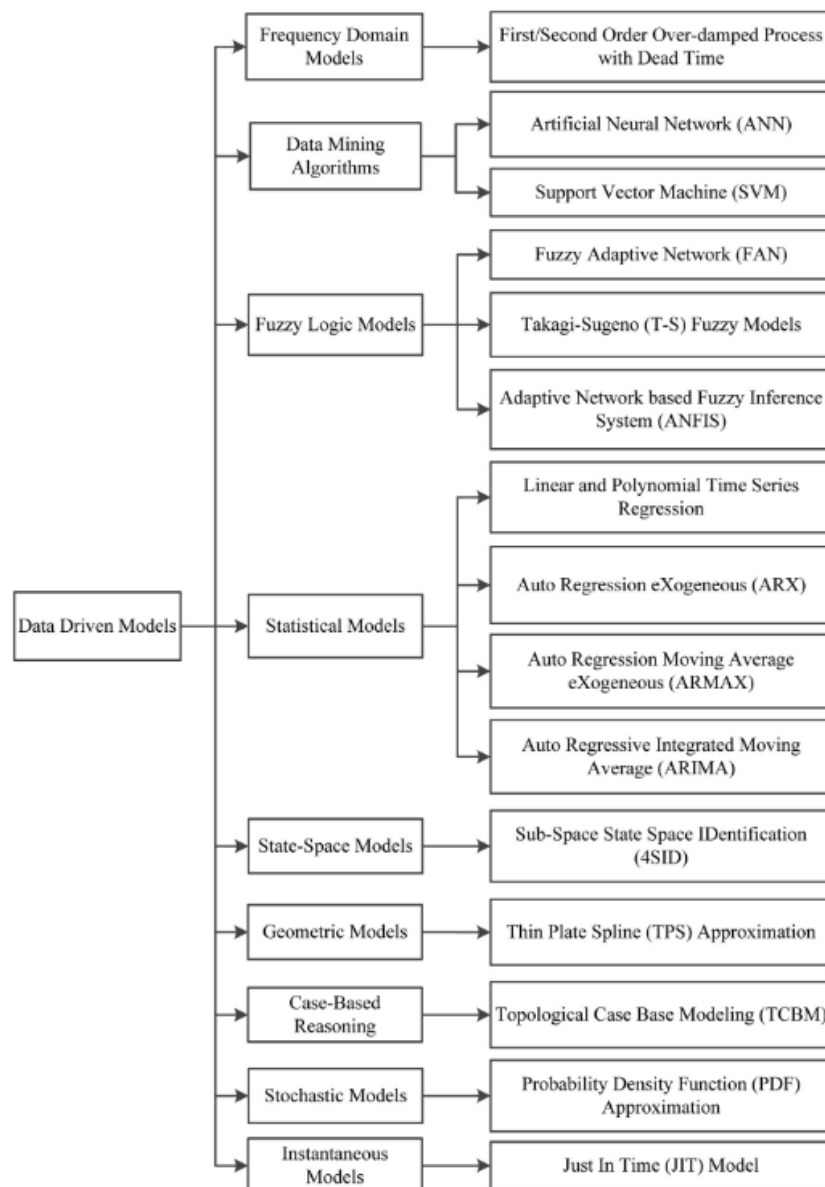 Frequency Domain
Models
First/Second Order Over-damped Process
with Dead Time
Data Mining
Algorithms
Artificial Neural Network (ANN)
Support Vector Machine (SVM)
Fuzzy Logic Models
Fuzzy Adaptive Network (FAN)
Takagi-Sugeno (T-S) Fuzzy Models
Adaptive Network based Fuzzy Inference
System (ANFIS)
Data Driven Models
Statistical Models
Linear and Polynomial Time Series
Regression
Auto Regression eXogeneous (ARX)
Auto Regression Moving Average
eXogeneous (ARMAX)
Auto Regressive Integrated Moving
Average (ARIMA)
State-Space Models
Sub-Space State Space IDentification
(4SID)
Geometric Models
Thin Plate Spline (TPS) Approximation
Case-Based
Reasoning
Topological Case Base Modeling (TCBM)
Stochastic Models
Probability Density Function (PDF)
Approximation
Instantaneous
Models
Just In Time (JIT) Model